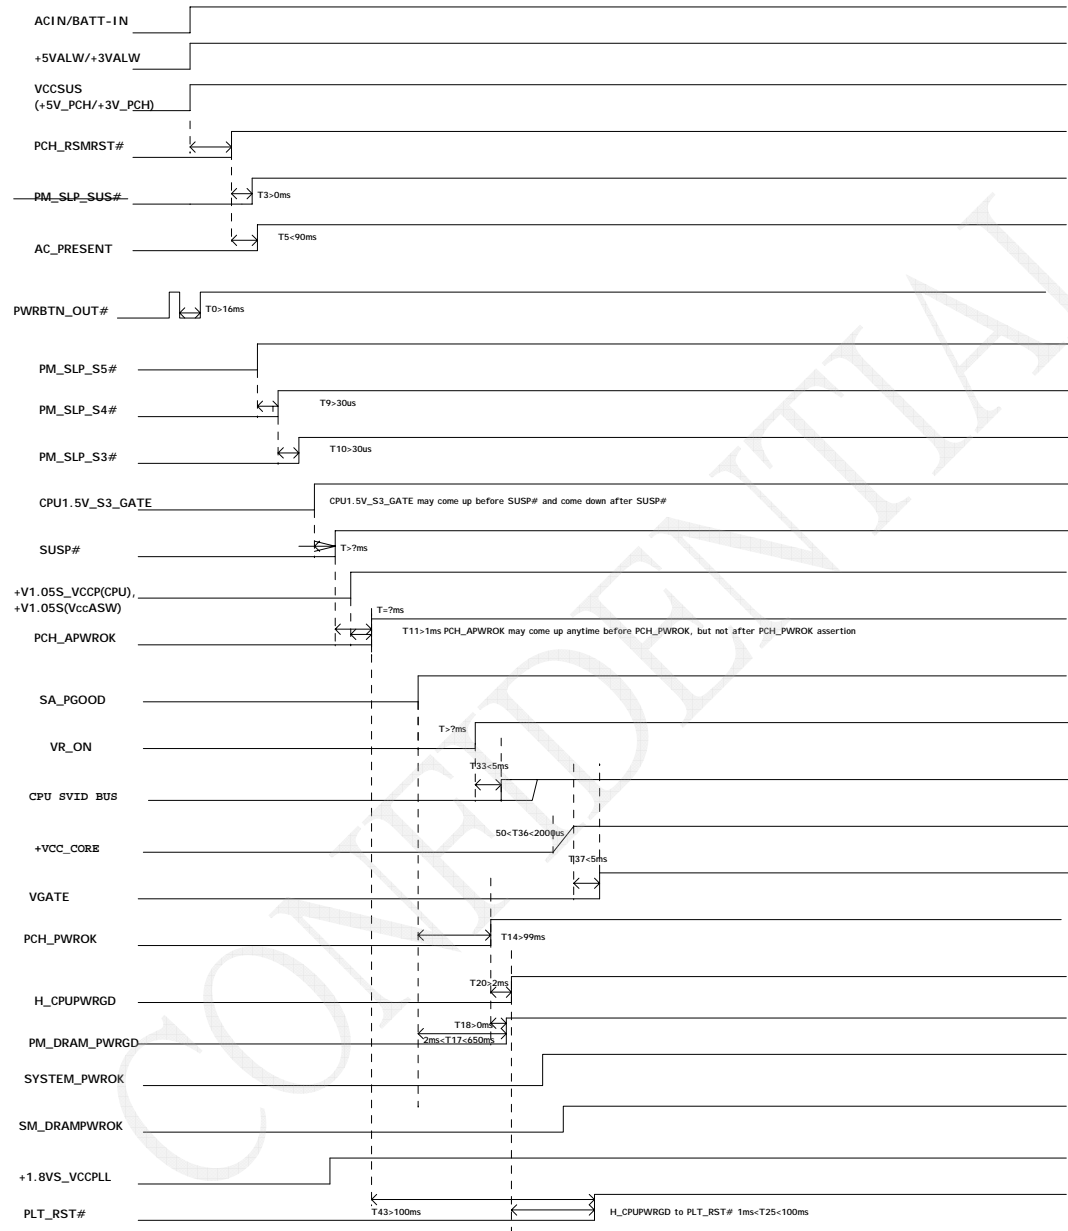 ACIN/BATT-IN
+5VALW/+3VALW
VCCSUS
(+5V_PCH/+3V_PCH)
PCH_RSMRST#
PM_SLP_SUS#
T3>0ms
T5<90ms
AC_PRESENT
PWRBTN_OUT#
T0>16ms
PM_SLP_S5#
T9>30us
PM_SLP_S4#
T10>30us
PM_SLP_S3#
CPU1.5V_S3_GATE
CPU1.5V_S3_GATE may come up before SUSP# and come down after SUSP#
SUSP#
T>?ms
+V1.05S_VCCP(CPU),
+V1.05S(VccASW)
T=?ms
PCH_APWROK
T11>1ms PCH_APWROK may come up anytime before PCH_PWROK, but not after PCH_PWROK assertion
SA_PGOOD
T>?ms
VR_ON
T33<5ms
CPU SVID BUS
50<T36<2000us
+VCC_CORE
T37<5ms
VGATE
PCH_PWROK
T14>99ms
T20>2ms
H_CPUPWRGD
T18>0ms
2ms<T17<650ms
PM_DRAM_PWRGD
SYSTEM_PWROK
SM_DRAMPWROK
+1.8VS_VCCPLL
PLT_RST#
T43>100ms
H_CPUPWRGD to PLT_RST# 1ms<T25<100ms
CONFIDENTIAL